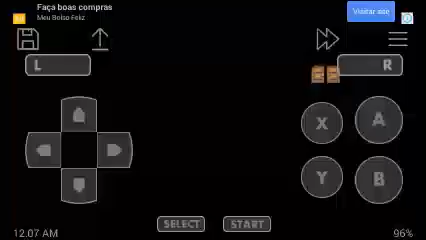 Faça boas compras
Meu Bolso Feliz
Visitar site
L
R
X
A
Y
B
SELECT
START
12.07 AM
96%